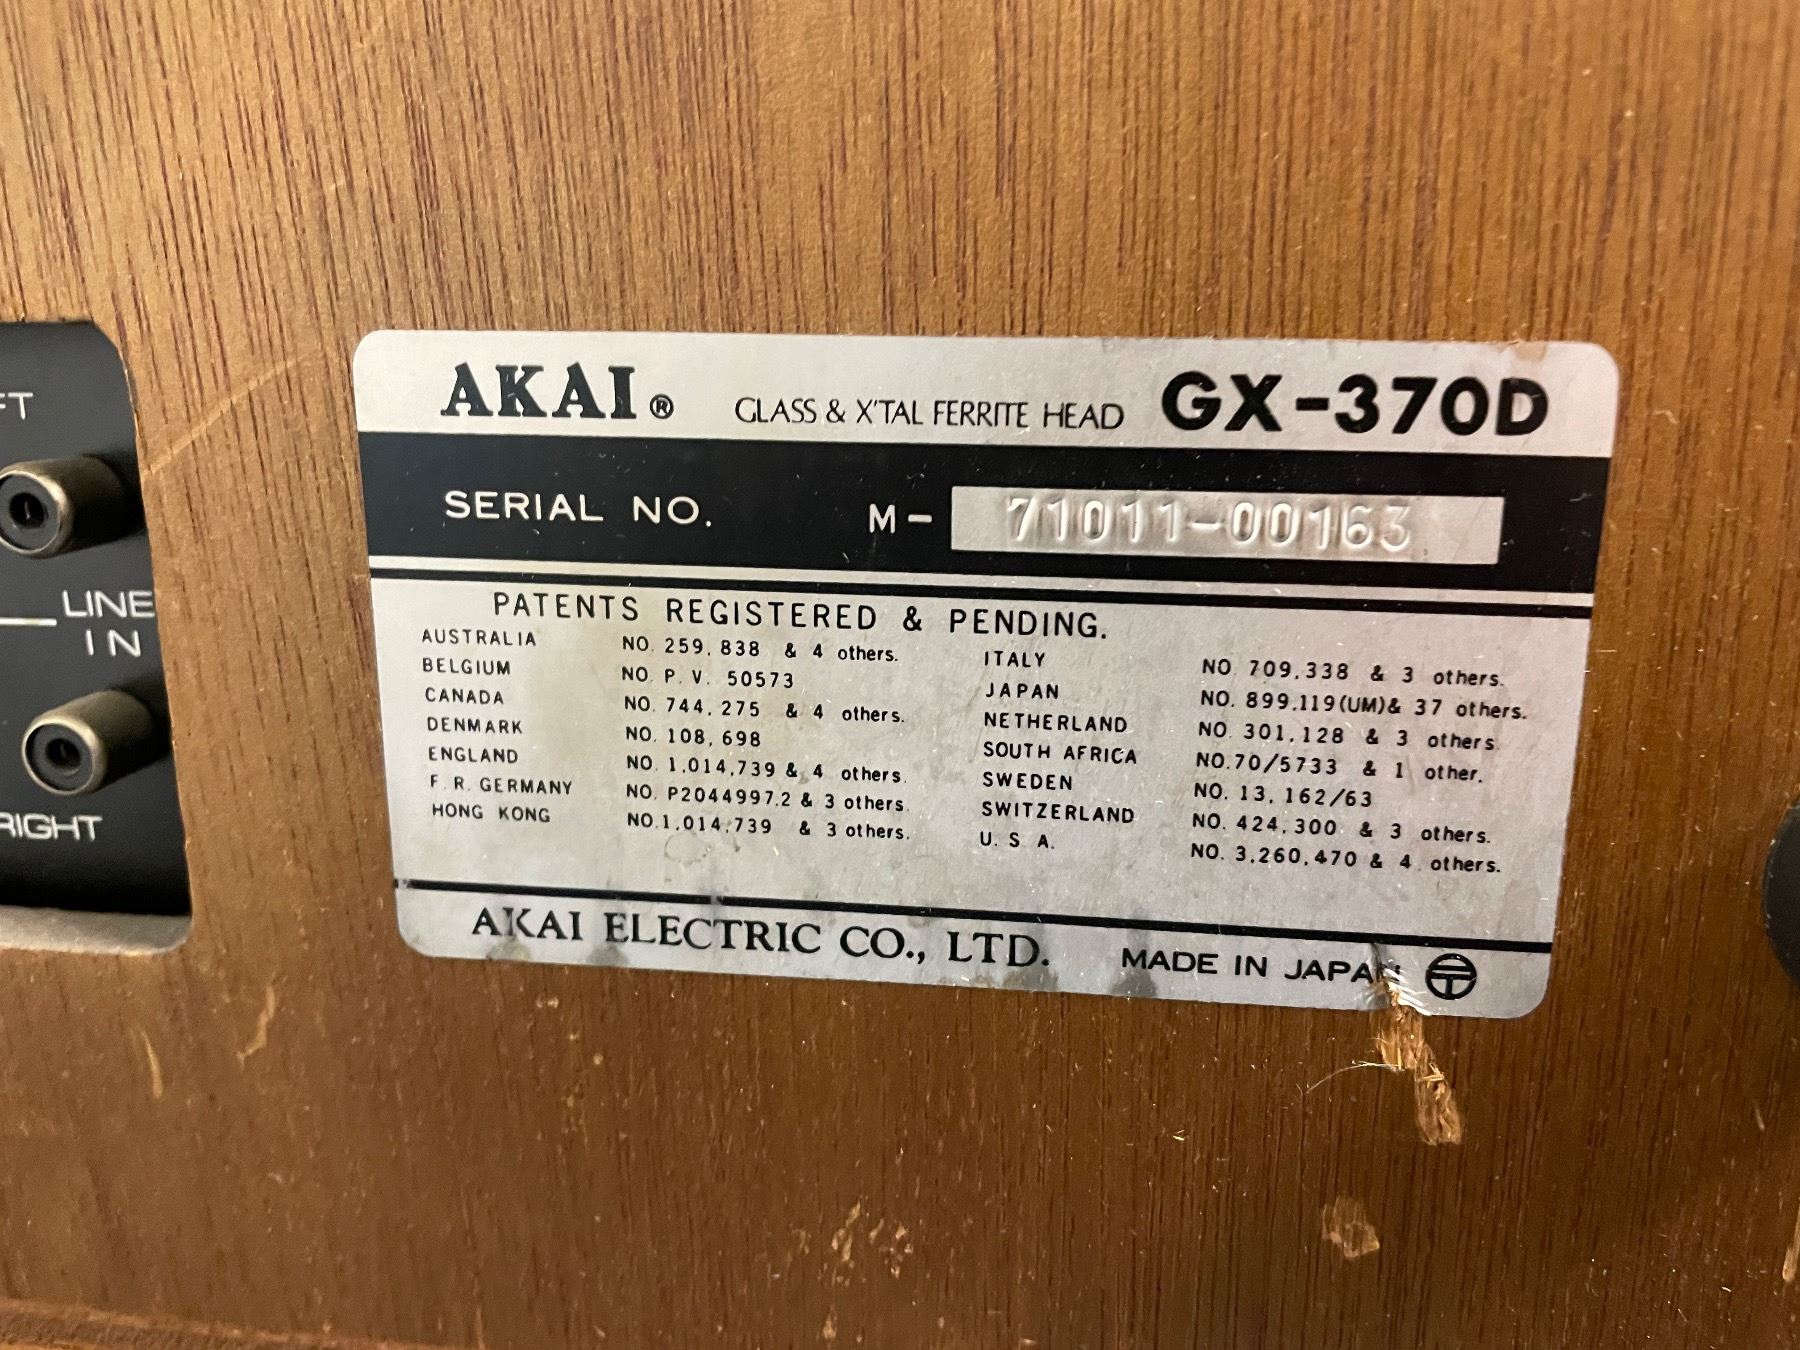 FT
LINE
IN
RIGHT
AKAI® GLASS & X'TAL FERRITE HEAD GX-370D
SERIAL NO. M- 71011-00163
PATENTS REGISTERED & PENDING.
AUSTRALIA NO. 259,838 & 4 others.
BELGIUM NO. P. V. 50573
CANADA NO. 744,275 & 4 others.
DENMARK NO. 108,698
ENGLAND NO. 1,014,739 & 4 others.
F. R. GERMANY NO. P2044997.2 & 3 others.
HONG KONG NO. 1,014,739 & 3 others.
ITALY NO. 709,338 & 3 others.
JAPAN NO. 899,119(UM)& 37 others.
NETHERLAND NO. 301,128 & 3 others.
SOUTH AFRICA NO. 70/5733 & 1 other.
SWEDEN NO. 13,162/63
SWITZERLAND NO. 424,300 & 3 others.
U. S A. NO. 3,260,470 & 4 others.
AKAI ELECTRIC CO., LTD. MADE IN JAPAN